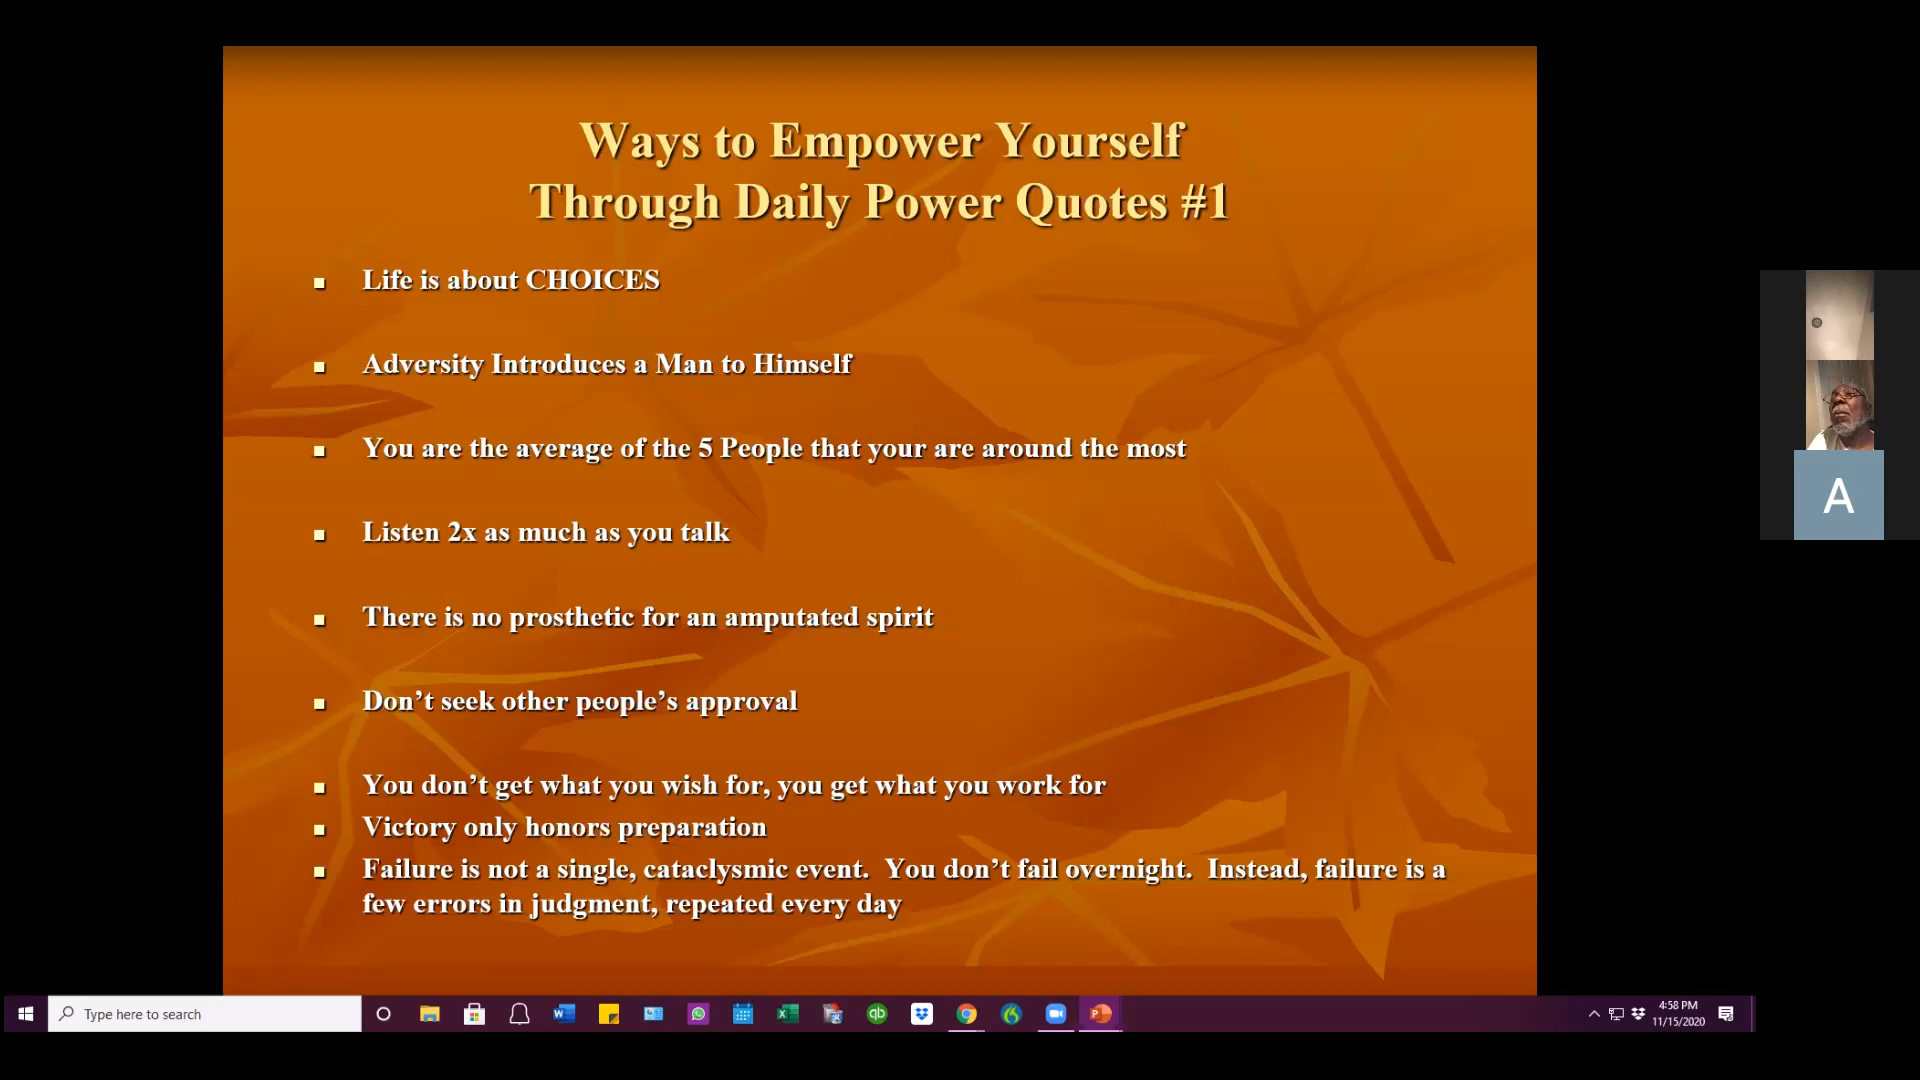 Ways to Empower Yourself
Through Daily Power Quotes #1
Life is about CHOICES
Adversity Introduces a Man to Himself
You are the average of the 5 People that your are around the most
Listen 2x as much as you talk
There is no prosthetic for an amputated spirit
Don’t seek other people’s approval
You don’t get what you wish for, you get what you work for
Victory only honors preparation
Failure is not a single, cataclysmic event.  You don’t fail overnight.  Instead, failure is a
few errors in judgment, repeated every day
A
Type here to search
4:58 PM
11/15/2020